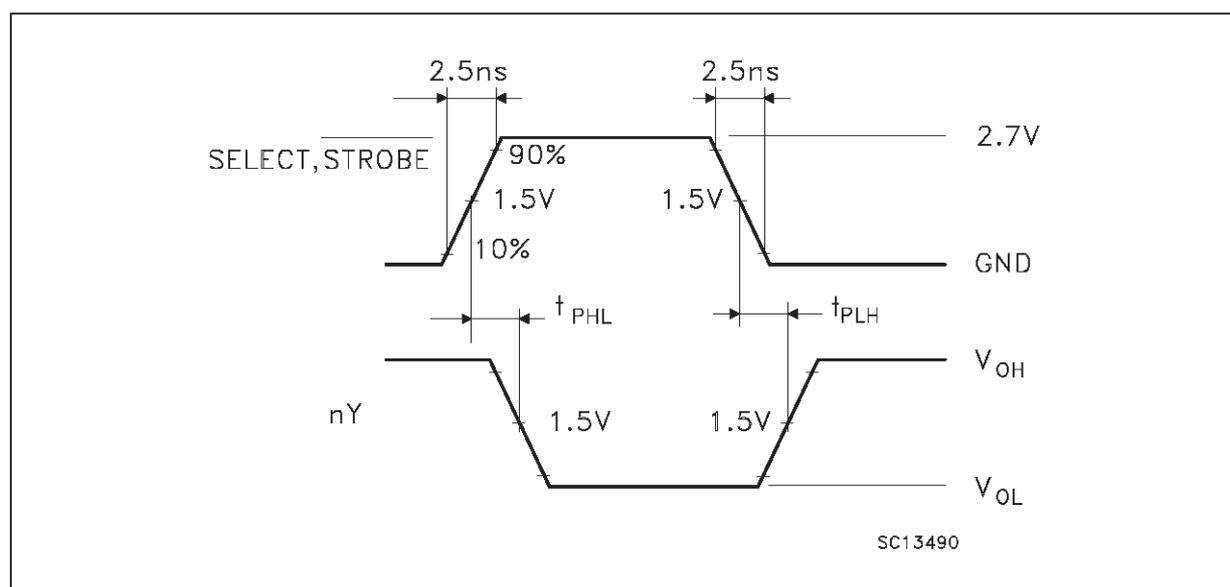 2.5ns 2.5ns
SELECT, STROBE 90% 2.7V
1.5V 1.5V
10% GND
tPHL tPLH
VOH
nY 1.5V 1.5V
VOL
SC13490